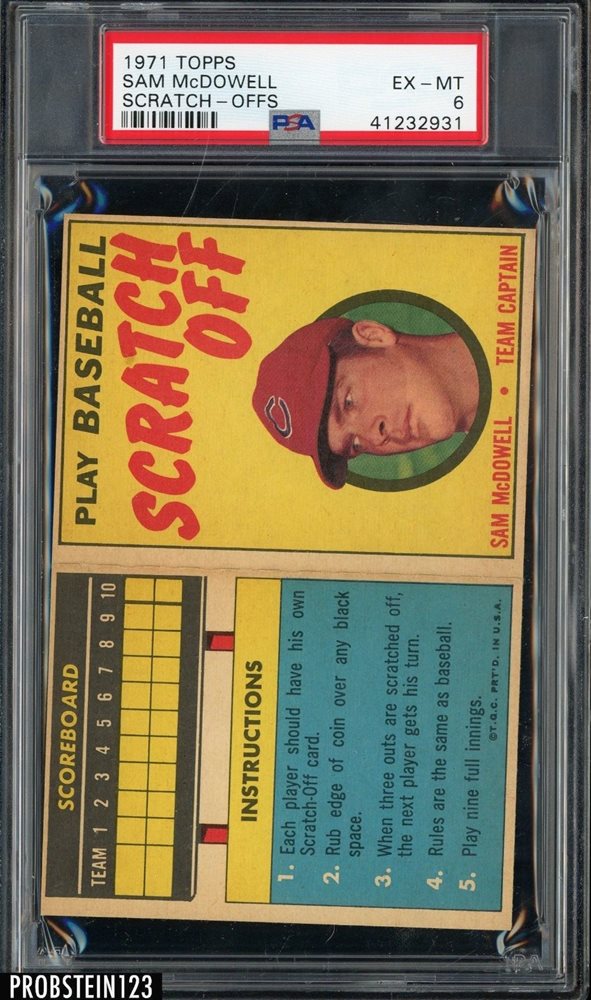 1971 TOPPS
SAM McDOWELL EX - MT
SCRATCH - OFFS 6
PSA 41232931
PLAY BASEBALL
SCRATCH
OFF
C
SAM McDOWELL • TEAM CAPTAIN
SCOREBOARD
TEAM 1 2 3 4 5 6 7 8 9 10
INSTRUCTIONS
1. Each player should have his own
Scratch-Off card.
2. Rub edge of coin over any black
space.
3. When three outs are scratched off,
the next player gets his turn.
4. Rules are the same as baseball.
5. Play nine full innings.
©T.G.C. PRT'D. IN U.S.A.
PROBSTEIN123